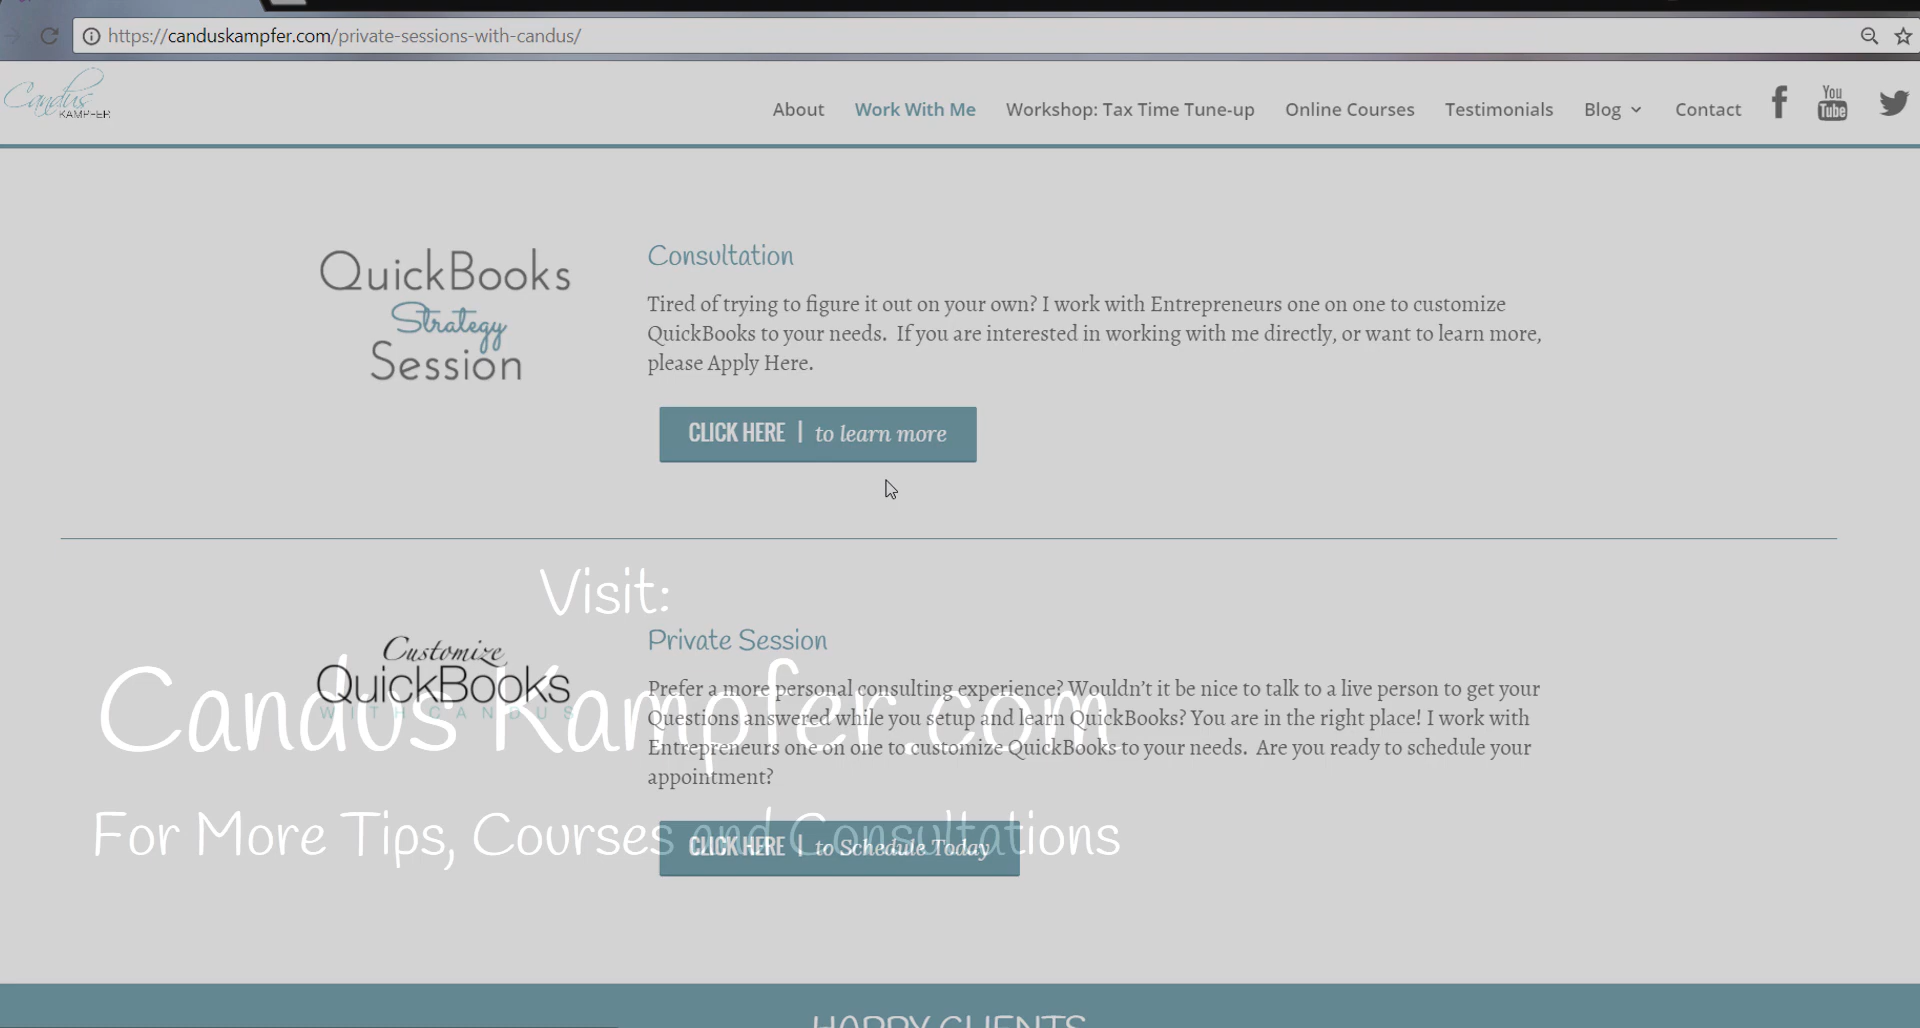 https://canduskampfer.com/private-sessions-with-candus/
Candus
KAMPFER
About Work With Me Workshop: Tax Time Tune-up Online Courses Testimonials Blog Contact
You
Tube
QuickBooks
Strategy
Session
Consultation
Tired of trying to figure it out on your own? I work with Entrepreneurs one on one to customize
QuickBooks to your needs. If you are interested in working with me directly, or want to learn more,
please Apply Here.
CLICK HERE | to learn more
Visit:
Candus Kampfer.com
For More Tips, Courses and Consultations
Customize
QuickBooks
WITH CANDUS
Private Session
Prefer a more personal consulting experience? Wouldn't it be nice to talk to a live person to get your
Questions answered while you setup and learn QuickBooks? You are in the right place! I work with
Entrepreneurs one on one to customize QuickBooks to your needs. Are you ready to schedule your
appointment?
CLICK HERE | to Schedule Today
HAPPY CLIENTS